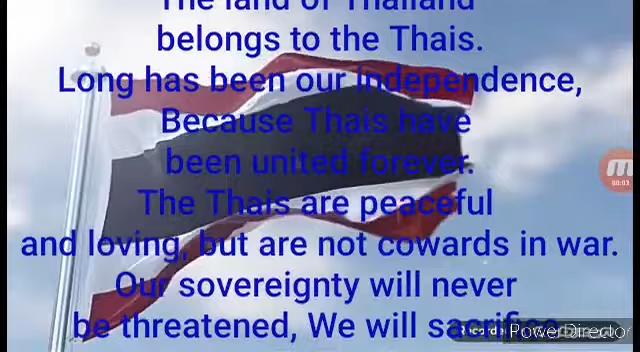 The land of Thailand
belongs to the Thais.
Long has been our independence,
Because Thais have
been united forever.
The Thais are peaceful
and loving, but are not cowards in war.
Our sovereignty will never
be threatened, We will sacrifice
00:03
PowerDirector